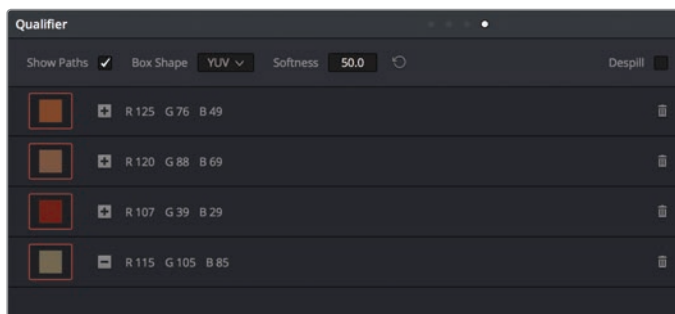 Qualifier
Show Paths Box Shape YUV Softness 50.0 Despill
R 125 G 76 B 49
R 120 G 88 B 69
R 107 G 39 B 29
R 115 G 105 B 85